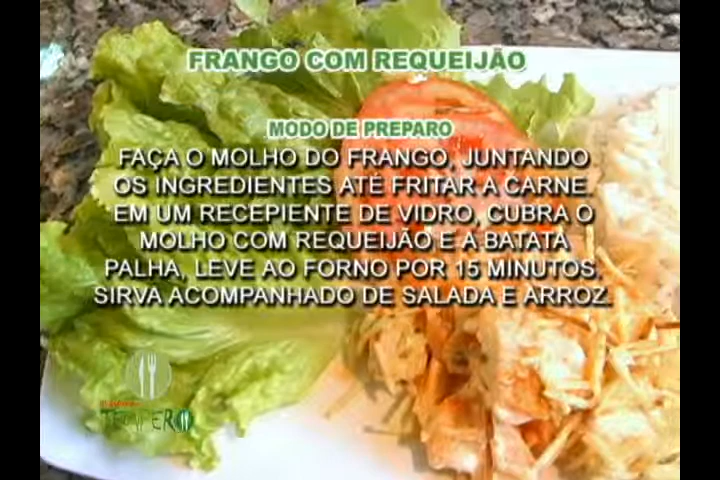 FRANGO COM REQUEIJÃO
MODO DE PREPARO
FAÇA O MOLHO DO FRANGO, JUNTANDO
OS INGREDIENTES ATÉ FRITAR A CARNE.
EM UM RECEPIENTE DE VIDRO, CUBRA O
MOLHO COM REQUEIJÃO E A BATATA
PALHA, LEVE AO FORNO POR 15 MINUTOS.
SIRVA ACOMPANHADO DE SALADA E ARROZ.
TEMPERO